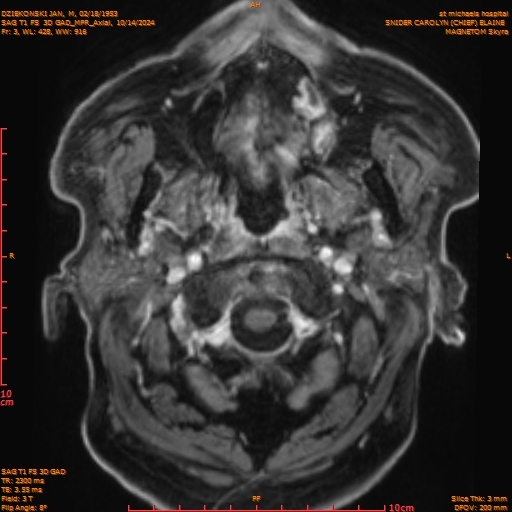 AH
DZIEKONSKI JAN, M, 02/18/1953
SAG T1 FS 3D GAD_MPR_Axial, 10/14/2024
Fr: 3, WL: 428, WW: 916
st michaels hospital
SNIDER CAROLYN (CHIEF) ELAINE
MAGNETOM Skyra
R
L
10
cm
SAG T1 FS 3D GAD
TR: 2300 ms
TE: 3.55 ms
Field: 3 T
Flip Angle: 8°
PF
10cm
Slice Thk: 3 mm
DFOV: 200 mm